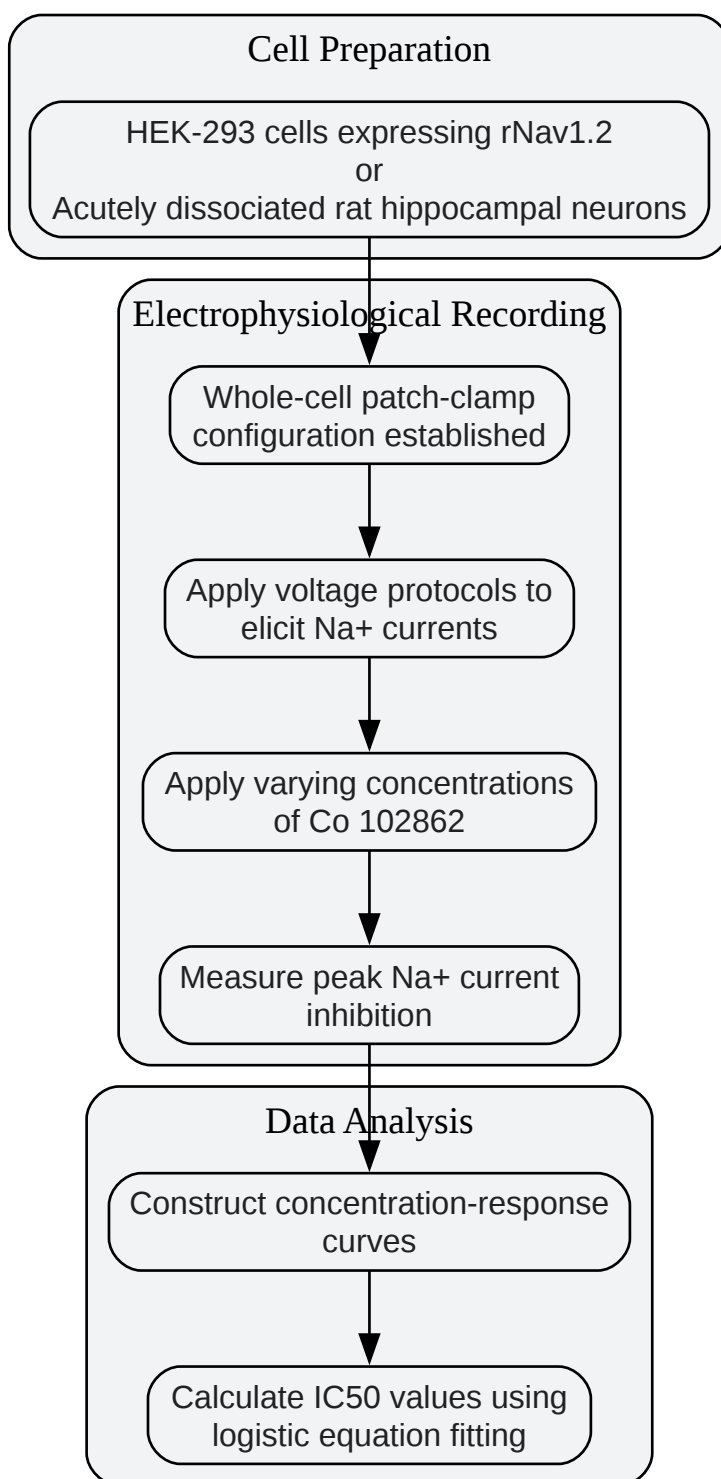 Cell Preparation
HEK-293 cells expressing rNav1.2
or
Acutely dissociated rat hippocampal neurons
Electrophysiological Recording
Whole-cell patch-clamp
configuration established
Apply voltage protocols to
elicit Na+ currents
Apply varying concentrations
of Co 102862
Measure peak Na+ current
inhibition
Data Analysis
Construct concentration-response
curves
Calculate IC50 values using
logistic equation fitting